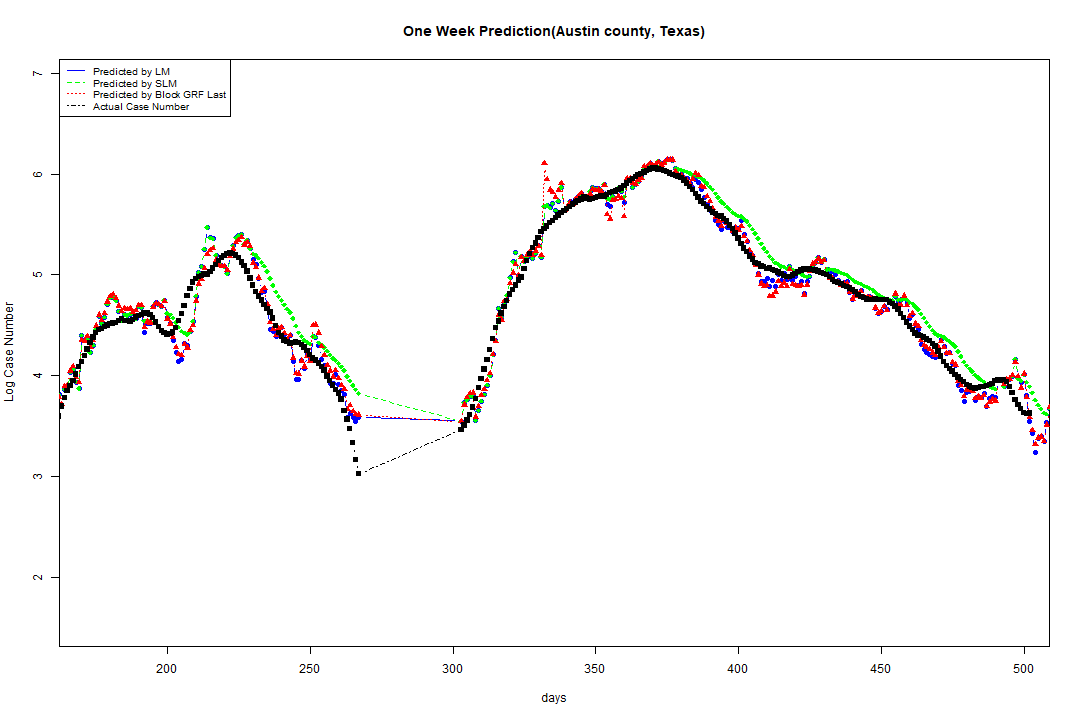 One Week Prediction(Austin county, Texas)
Predicted by LM
Predicted by SLM
Predicted by Block GRF Last
Actual Case Number
Log Case Number
7
6
5
4
3
2
200 250 300 350 400 450 500
days